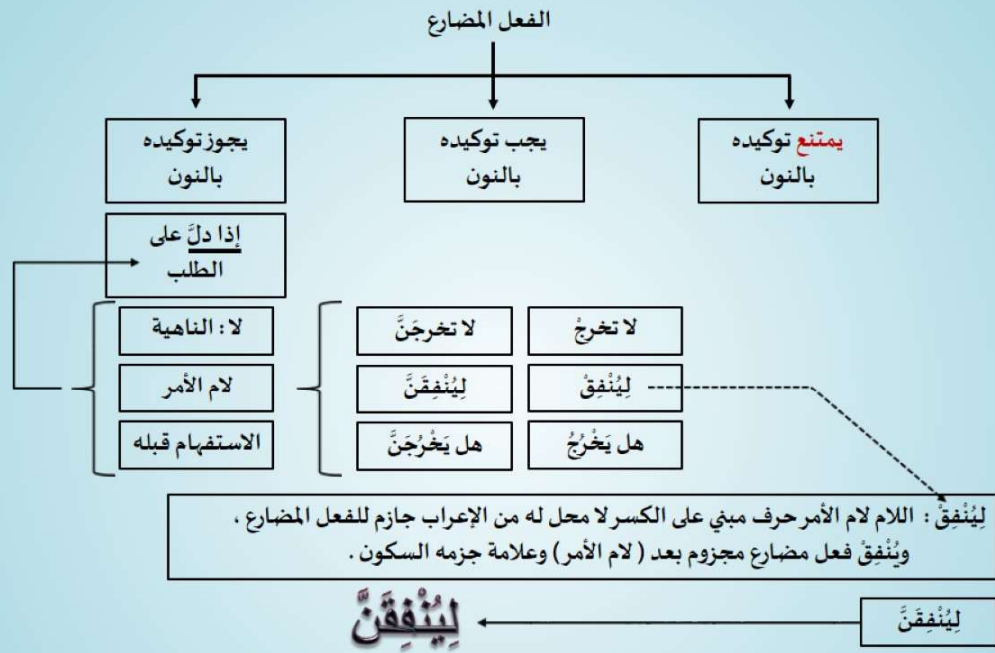 الفعل المضارع
يمتنع توكيده
بالنون
يجب توكيده
بالنون
يجوز توكيده
بالنون
إذا دلَّ على
الطلب
لا تخرجْ
لا تخرجَنَّ
لا : الناهية
لِيُنْفِقْ
لِيُنْفِقَنَّ
لام الأمر
هل يَخْرُجُ
هل يَخْرُجَنَّ
الاستفهام قبله
لِيُنْفِقْ : اللام لام الأمر حرف مبني على الكسر لا محل له من الإعراب جازم للفعل المضارع ،
ويُنْفِقْ فعل مضارع مجزوم بعد ( لام الأمر ) وعلامة جزمه السكون .
لِيُنْفِقَنَّ
لِيُنْفِقَنَّ